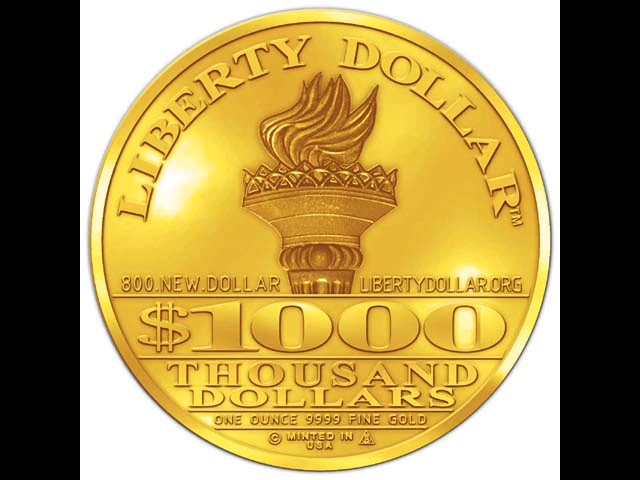 LIBERTY DOLLAR™
800.NEW.DOLLAR LIBERTYDOLLAR.ORG
$1000
THOUSAND
DOLLARS
ONE OUNCE 9999 FINE GOLD
© MINTED IN
USA